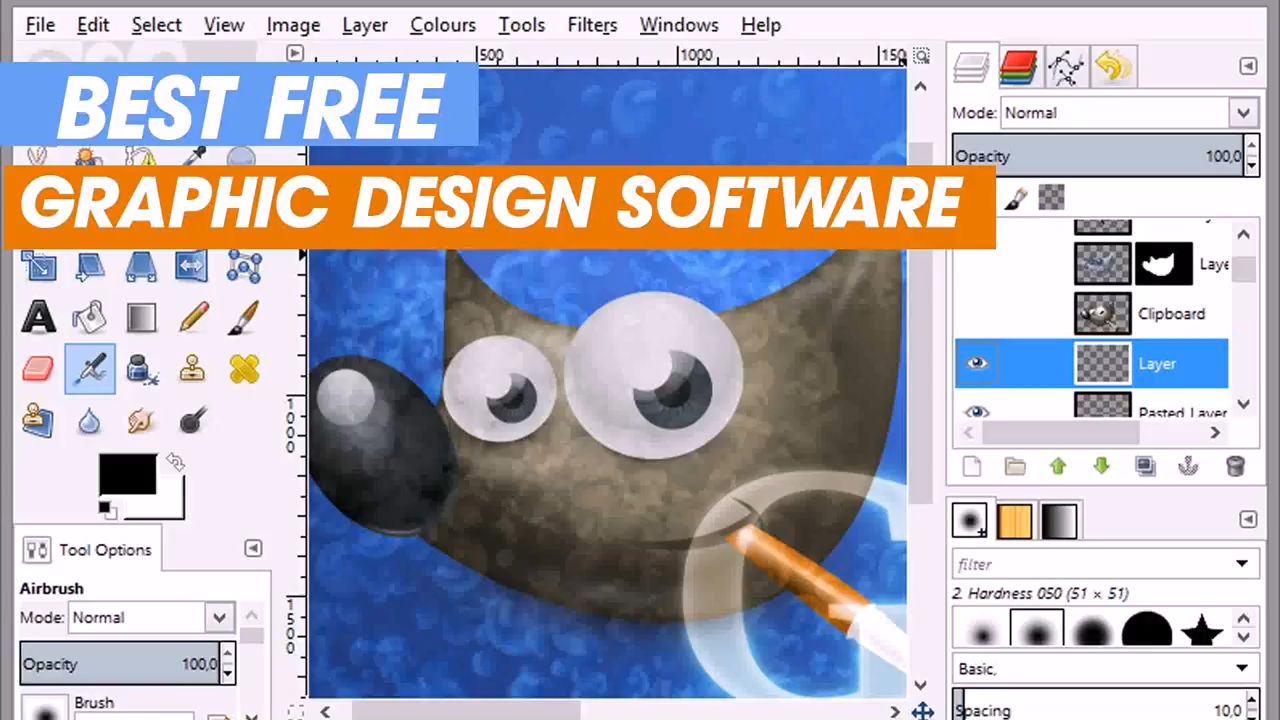 File Edit Select View Image Layer Colours Tools Filters Windows Help
500 1000 150
BEST FREE
GRAPHIC DESIGN SOFTWARE
Mode: Normal
Opacity 100,0
Clipboard
Layer
Pasted Layer
1000
1500
Tool Options
Airbrush
Mode: Normal
Opacity 100,0
Brush
filter
2. Hardness 050 (51 × 51)
Basic,
Spacing 10,0